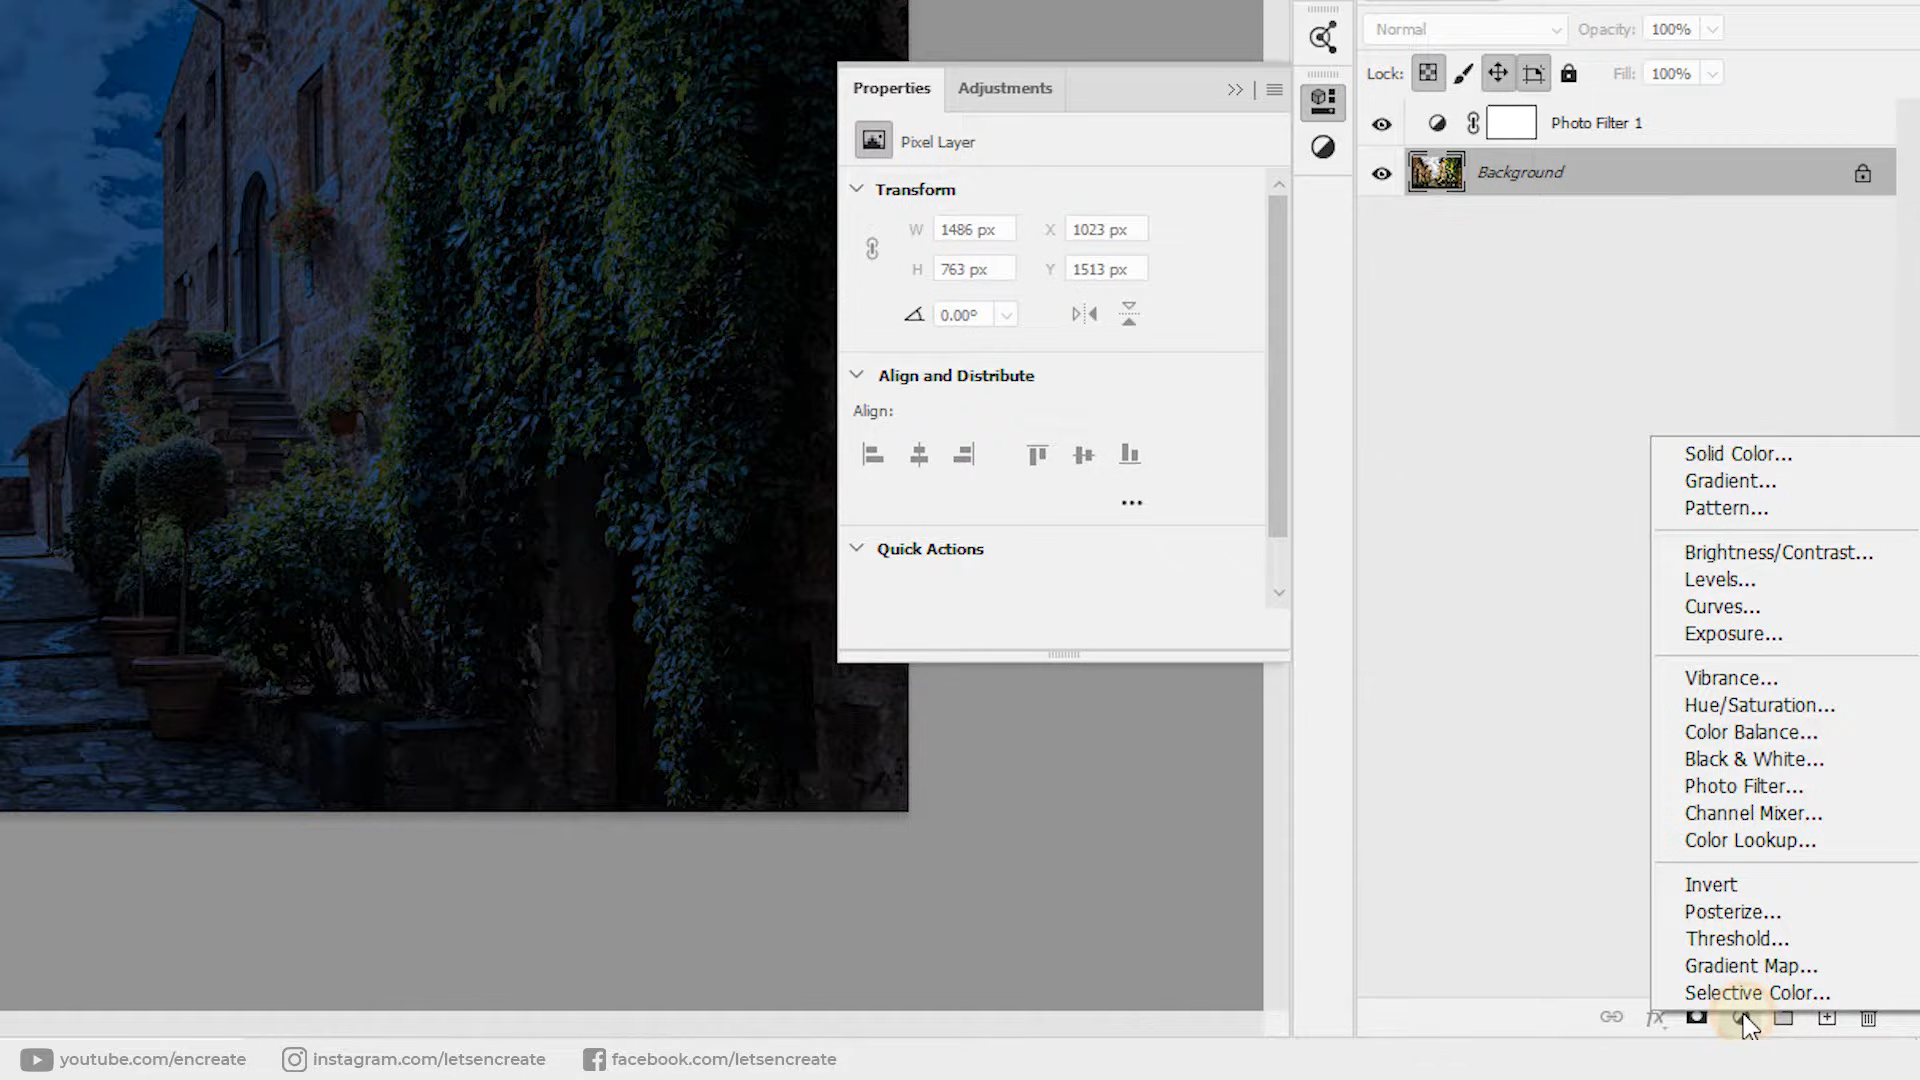 Normal
Opacity: 100%
Lock:
Fill: 100%
Photo Filter 1
Background
Properties
Adjustments
Pixel Layer
Transform
W 1486 px X 1023 px
H 763 px Y 1513 px
0.00°
Align and Distribute
Align:
Quick Actions
Solid Color...
Gradient...
Pattern...
Brightness/Contrast...
Levels...
Curves...
Exposure...
Vibrance...
Hue/Saturation...
Color Balance...
Black & White...
Photo Filter...
Channel Mixer...
Color Lookup...
Invert
Posterize...
Threshold...
Gradient Map...
Selective Color...
fx
youtube.com/encreate
instagram.com/letsencreate
facebook.com/letsencreate